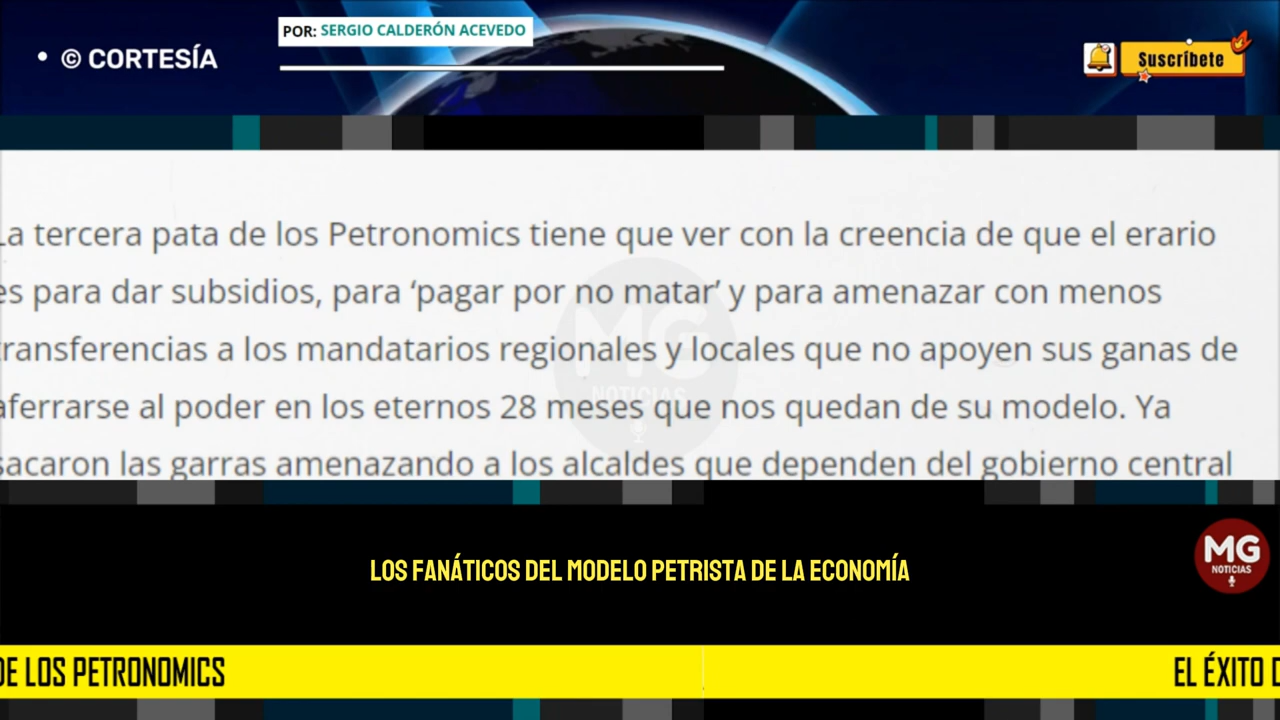 © CORTESÍA
POR: SERGIO CALDERÓN ACEVEDO
Suscríbete
La tercera pata de los Petronomics tiene que ver con la creencia de que el erario
es para dar subsidios, para ‘pagar por no matar’ y para amenazar con menos
transferencias a los mandatarios regionales y locales que no apoyen sus ganas de
aferrarse al poder en los eternos 28 meses que nos quedan de su modelo. Ya
sacaron las garras amenazando a los alcaldes que dependen del gobierno central
MG
NOTICIAS
LOS FANÁTICOS DEL MODELO PETRISTA DE LA ECONOMÍA
MG
NOTICIAS
DE LOS PETRONOMICS
EL ÉXITO